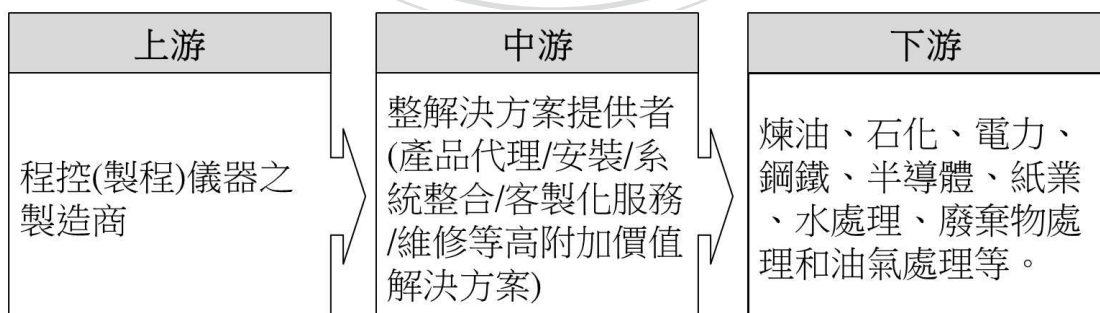 上游
程控(製程)儀器之
製造商
中游
整解決方案提供者
(產品代理/安裝/系
統整合/客製化服務
/維修等高附加價值
解決方案)
下游
煉油、石化、電力、
鋼鐵、半導體、紙業
、水處理、廢棄物處
理和油氣處理等。